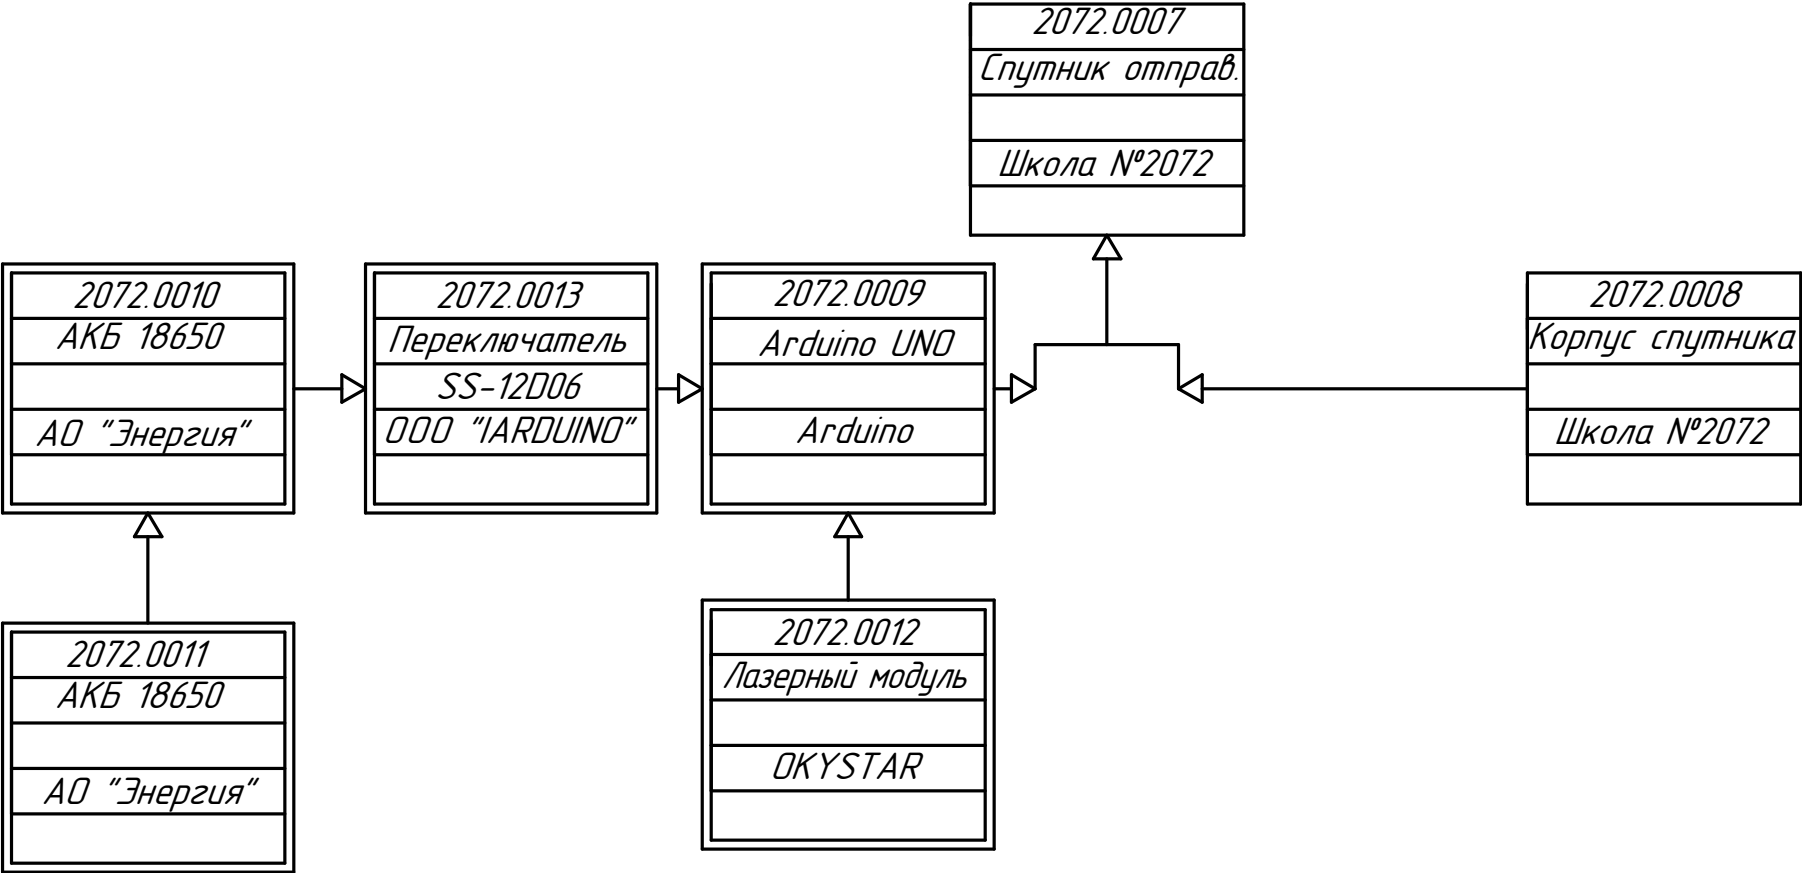 2072.0007
Спутник отправ.
Школа №2072
2072.0010
АКБ 18650
АО "Энергия"
2072.0013
Переключатель
SS-12D06
ООО "IARDUINO"
2072.0009
Arduino UNO
Arduino
2072.0008
Корпус спутника
Школа №2072
2072.0011
АКБ 18650
АО "Энергия"
2072.0012
Лазерный модуль
OKYSTAR